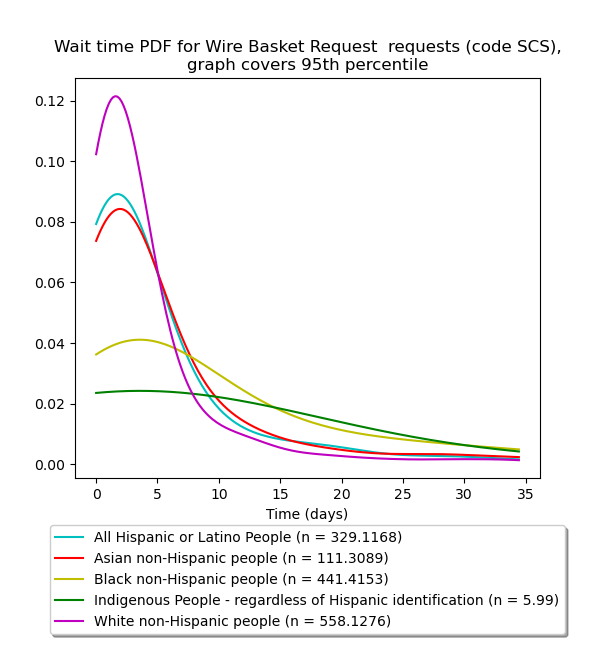 Wait time PDF for Wire Basket Request  requests (code SCS),
graph covers 95th percentile
0.12
0.10
0.08
0.06
0.04
0.02
0.00
0 5 10 15 20 25 30 35
Time (days)
All Hispanic or Latino People (n = 329.1168)
Asian non-Hispanic people (n = 111.3089)
Black non-Hispanic people (n = 441.4153)
Indigenous People - regardless of Hispanic identification (n = 5.99)
White non-Hispanic people (n = 558.1276)